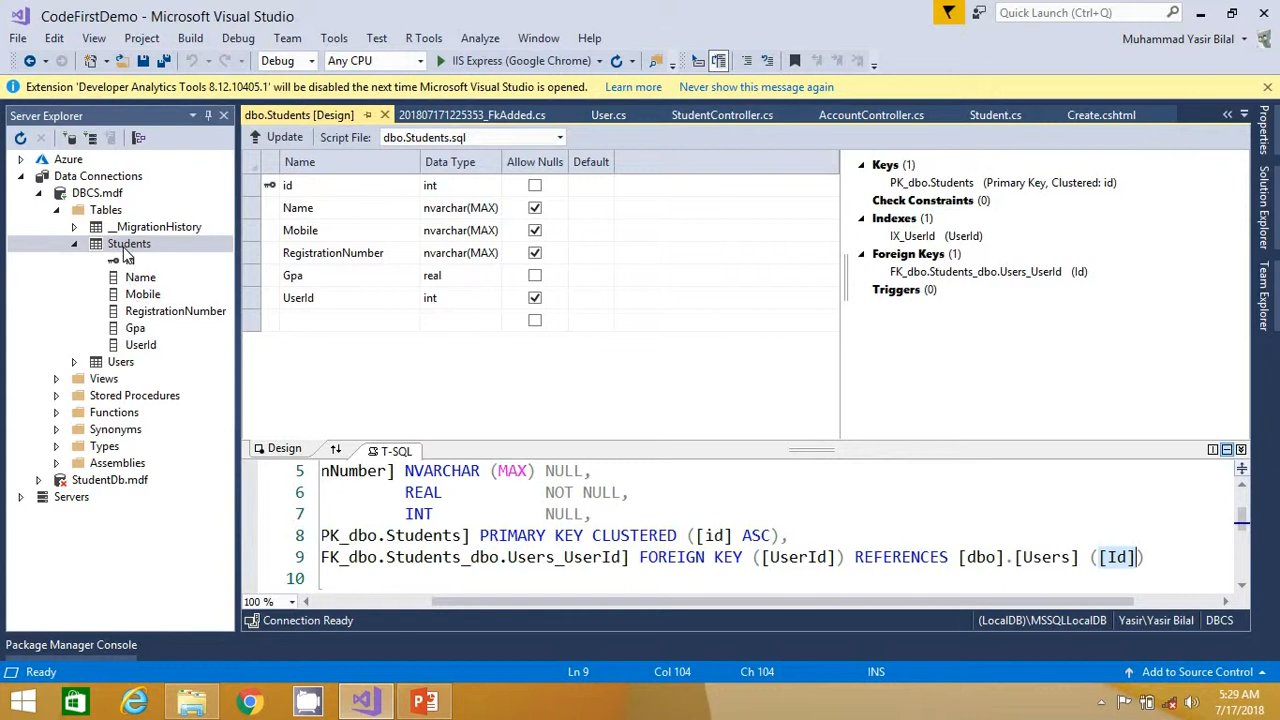 CodeFirstDemo - Microsoft Visual Studio
Quick Launch (Ctrl+Q)
File Edit View Project Build Debug Team Tools Test R Tools Analyze Window Help
Muhammad Yasir Bilal
Debug Any CPU IIS Express (Google Chrome)
Extension 'Developer Analytics Tools 8.12.10405.1' will be disabled the next time Microsoft Visual Studio is opened. Learn more Never show this message again
Server Explorer
Azure
Data Connections
DBCS.mdf
Tables
__MigrationHistory
Students
Name
Mobile
RegistrationNumber
Gpa
UserId
Users
Views
Stored Procedures
Functions
Synonyms
Types
Assemblies
StudentDb.mdf
Servers
dbo.Students [Design] 201807171225353_FkAdded.cs User.cs StudentController.cs AccountController.cs Student.cs Create.cshtml
Update Script File: dbo.Students.sql
Name Data Type Allow Nulls Default
id int
Name nvarchar(MAX)
Mobile nvarchar(MAX)
RegistrationNumber nvarchar(MAX)
Gpa real
UserId int
Keys (1)
PK_dbo.Students (Primary Key, Clustered: id)
Check Constraints (0)
Indexes (1)
IX_UserId (UserId)
Foreign Keys (1)
FK_dbo.Students_dbo.Users_UserId (Id)
Triggers (0)
Properties
Solution Explorer
Team Explorer
Design T-SQL
5 nNumber] NVARCHAR (MAX) NULL,
6 REAL NOT NULL,
7 INT NULL,
8 PK_dbo.Students] PRIMARY KEY CLUSTERED ([id] ASC),
9 FK_dbo.Students_dbo.Users_UserId] FOREIGN KEY ([UserId]) REFERENCES [dbo].[Users] ([Id])
10
100 %
Connection Ready (LocalDB)\MSSQLLocalDB Yasir\Yasir Bilal DBCS
Package Manager Console
Ready Ln 9 Col 104 Ch 104 INS Add to Source Control
5:29 AM
7/17/2018